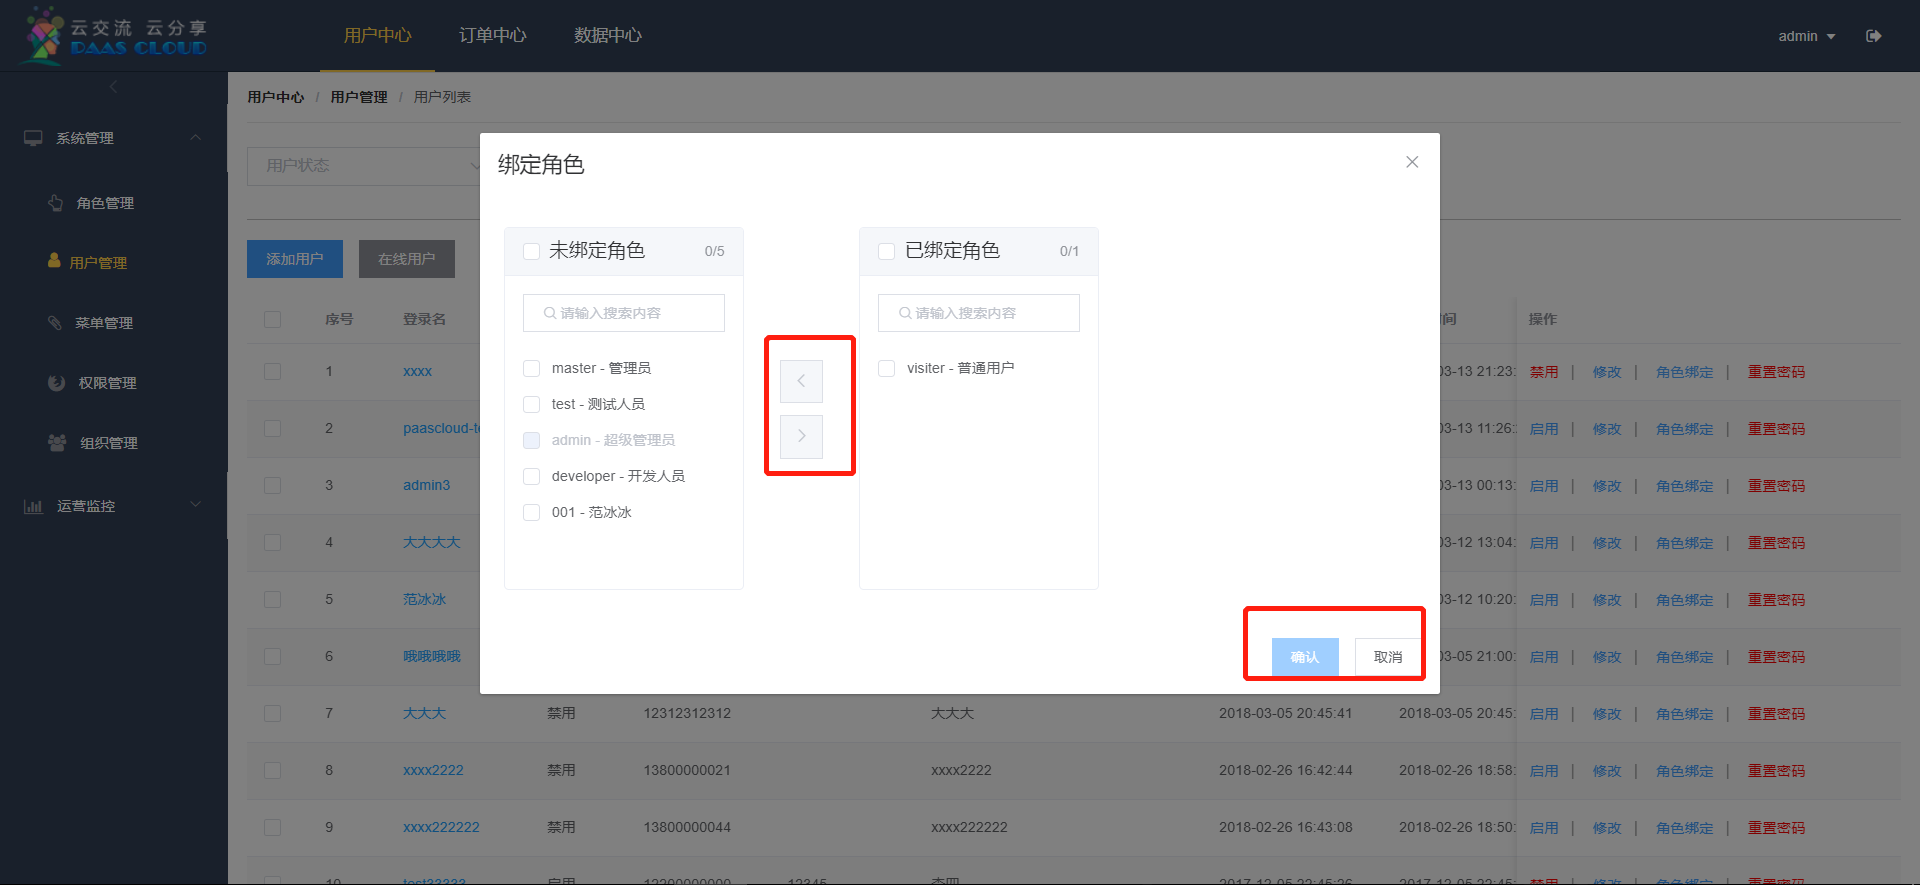 云交流 云分享
PAAS CLOUD
用户中心 订单中心 数据中心
admin
系统管理
角色管理
用户管理
菜单管理
权限管理
组织管理
运营监控
用户中心 / 用户管理 / 用户列表
用户状态
添加用户 在线用户
绑定角色
未绑定角色 0/5
请输入搜索内容
master - 管理员
test - 测试人员
admin - 超级管理员
developer - 开发人员
001 - 范冰冰
已绑定角色 0/1
请输入搜索内容
visiter - 普通用户
确认 取消
序号 登录名 间 操作
1 xxxx 03-13 21:23: 禁用 | 修改 | 角色绑定 | 重置密码
2 paascloud-te 03-13 11:26: 启用 | 修改 | 角色绑定 | 重置密码
3 admin3 03-13 00:13: 启用 | 修改 | 角色绑定 | 重置密码
4 大大大大 03-12 13:04: 启用 | 修改 | 角色绑定 | 重置密码
5 范冰冰 03-12 10:20: 启用 | 修改 | 角色绑定 | 重置密码
6 哦哦哦哦 03-05 21:00: 启用 | 修改 | 角色绑定 | 重置密码
7 大大大 禁用 12312312312 大大大 2018-03-05 20:45:41 2018-03-05 20:45: 启用 | 修改 | 角色绑定 | 重置密码
8 xxxx2222 禁用 13800000021 xxxx2222 2018-02-26 16:42:44 2018-02-26 18:58: 启用 | 修改 | 角色绑定 | 重置密码
9 xxxx222222 禁用 13800000044 xxxx222222 2018-02-26 16:43:08 2018-02-26 18:50: 启用 | 修改 | 角色绑定 | 重置密码